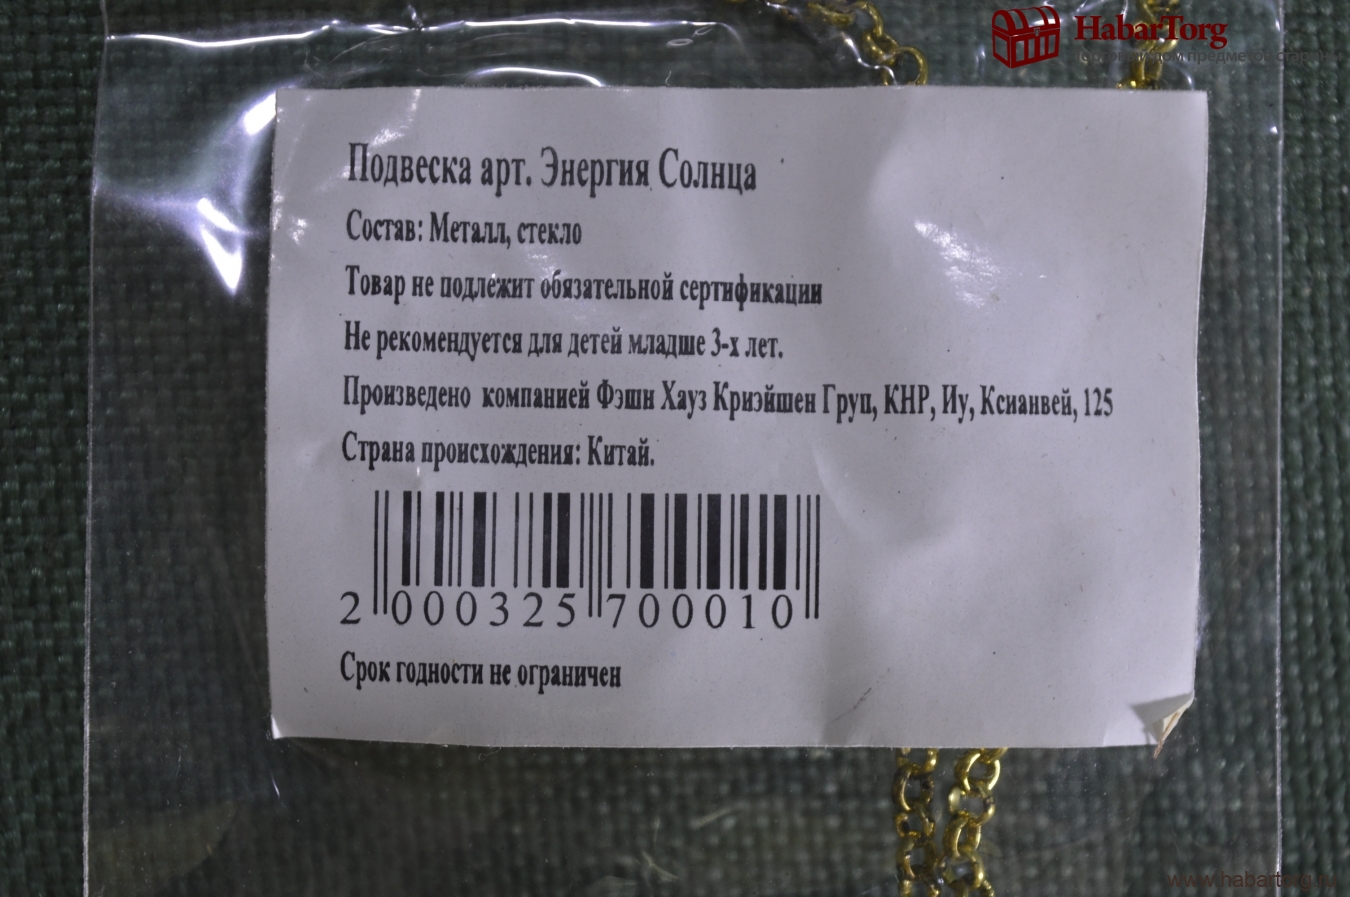 HabarTorg
Подвеска арт. Энергия Солнца
Состав: Металл, стекло
Товар не подлежит обязательной сертификации
Не рекомендуется для детей младше 3-х лет.
Произведено компанией Фэшн Хауз Криэйшен Груп, КНР, Иу, Ксианвей, 125
Страна происхождения: Китай.
2 000325 700010
Срок годности не ограничен